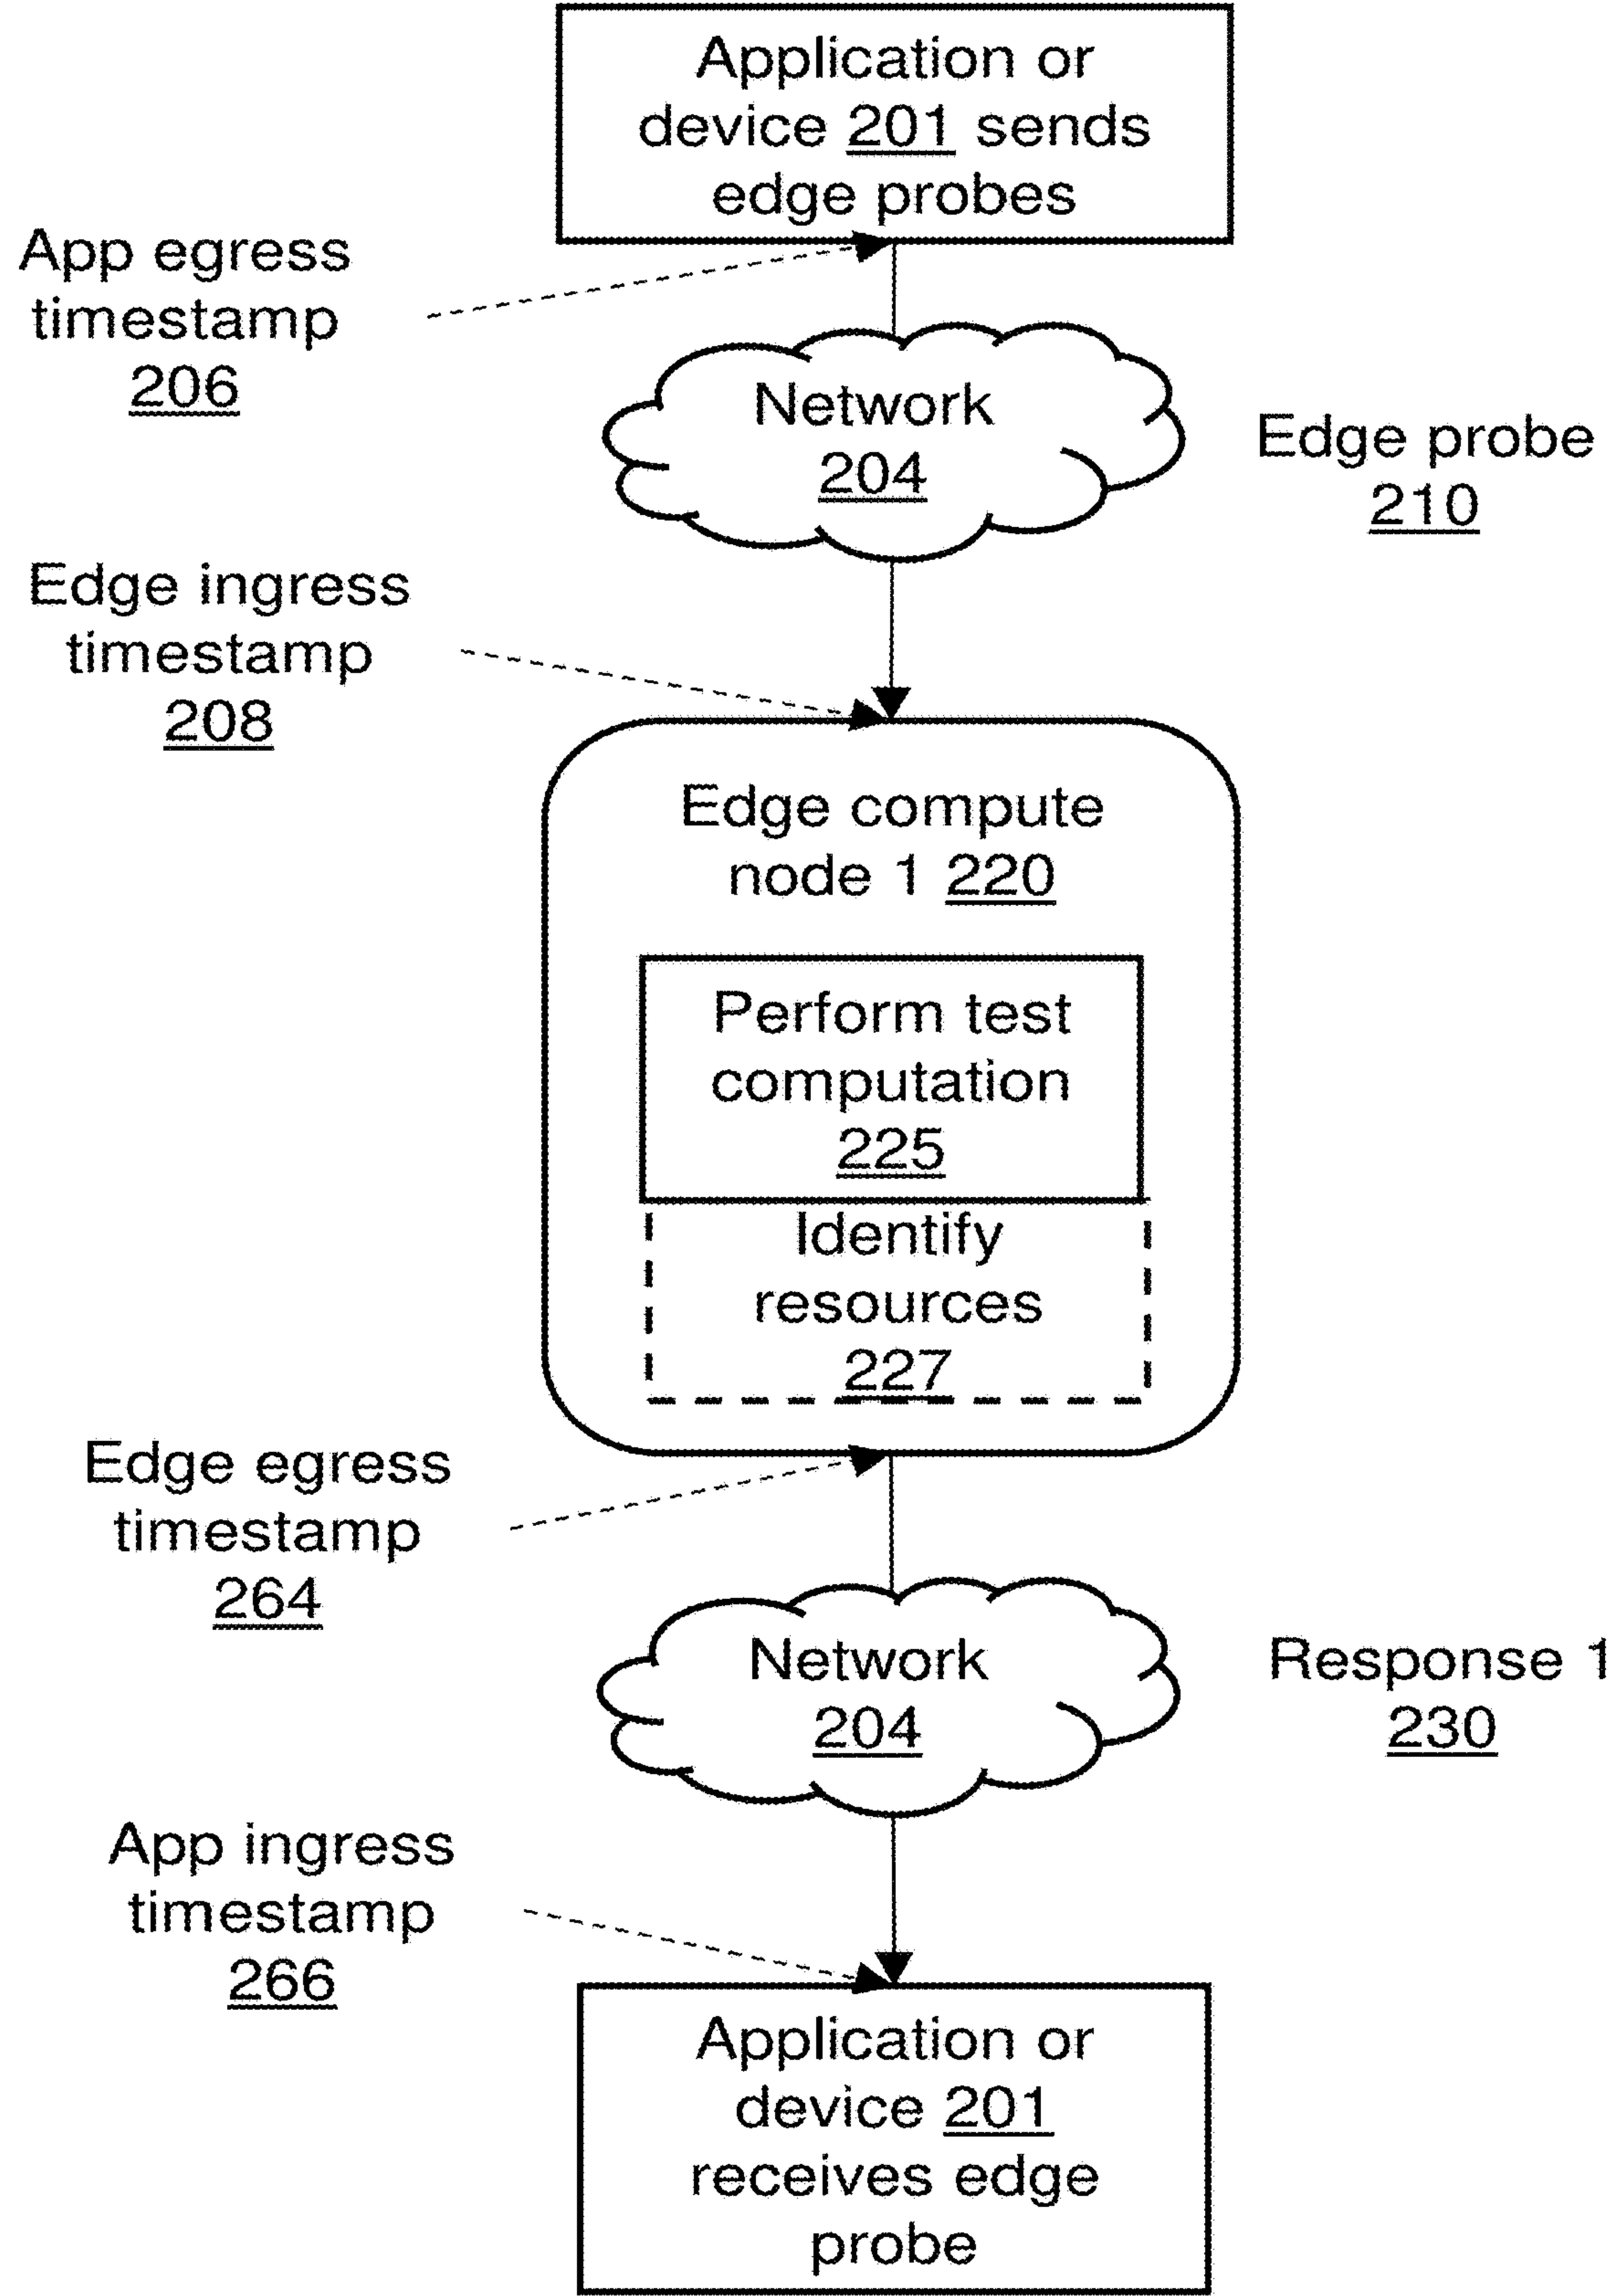 Application or
device 201 sends
edge probes
App egress
timestamp
206
Network
204
Edge probe
210
Edge ingress
timestamp
208
Edge compute
node 1 220
Perform test
computation
225
Identify
resources
227
Edge egress
timestamp
264
Network
204
Response 1
230
App ingress
timestamp
266
Application or
device 201
receives edge
probe